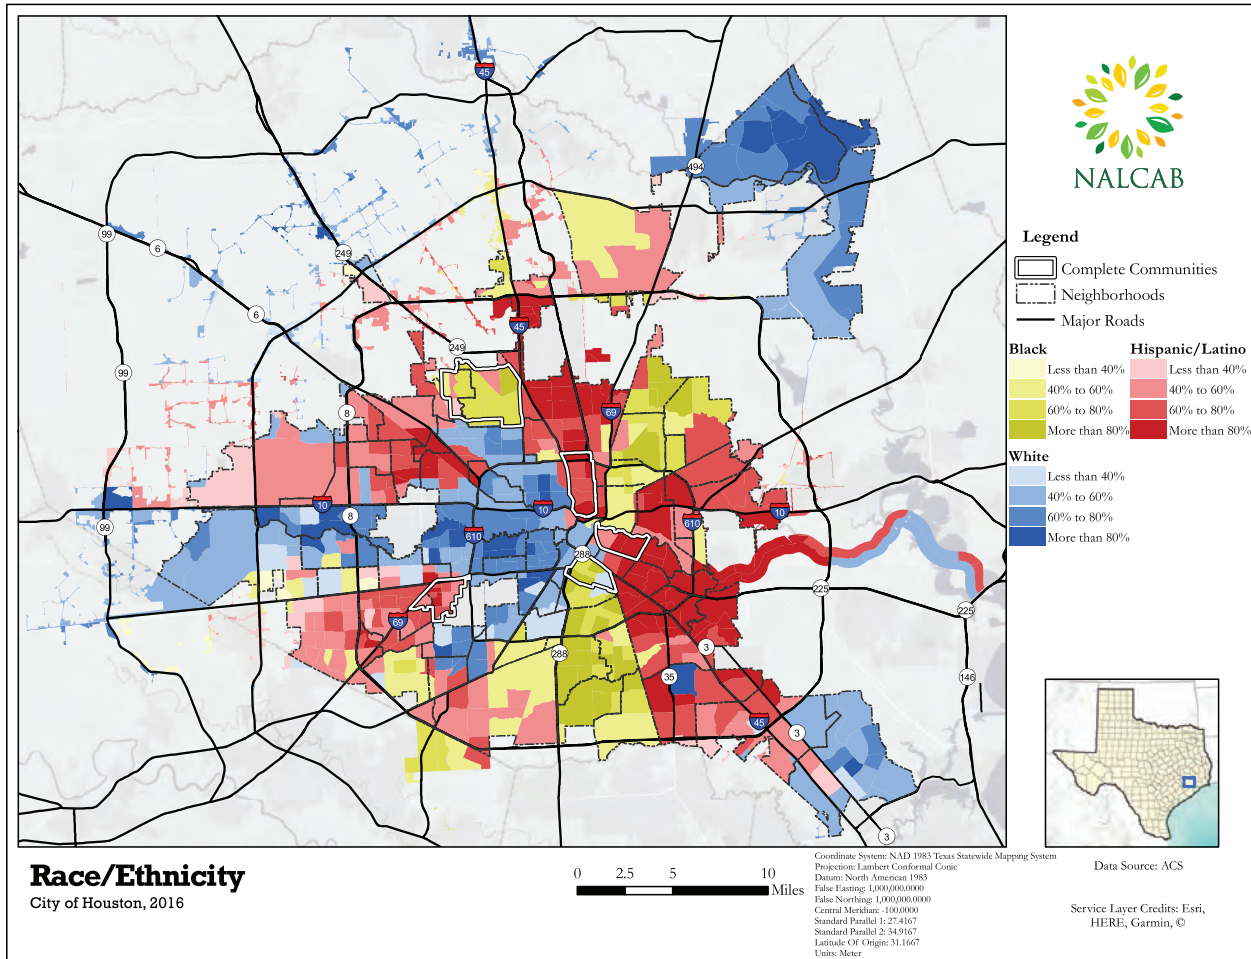 45
494
99
6
249
6
45
249
99
69
8
10
8
10
10
610
610
99
288
225
225
69
3
288
35
146
45
3
3
NALCAB
Legend
Complete Communities
Neighborhoods
Major Roads
Black
Less than 40%
40% to 60%
60% to 80%
More than 80%
Hispanic/Latino
Less than 40%
40% to 60%
60% to 80%
More than 80%
White
Less than 40%
40% to 60%
60% to 80%
More than 80%
Race/Ethnicity
City of Houston, 2016
0 2.5 5 10
Miles
Coordinate System: NAD 1983 Texas Statewide Mapping System
Projection: Lambert Conformal Conic
Datum: North American 1983
False Easting: 1,000,000.0000
False Northing: 1,000,000.0000
Central Meridian: -100.0000
Standard Parallel 1: 27.4167
Standard Parallel 2: 34.9167
Latitude Of Origin: 31.1667
Units: Meter
Data Source: ACS
Service Layer Credits: Esri,
HERE, Garmin, ©